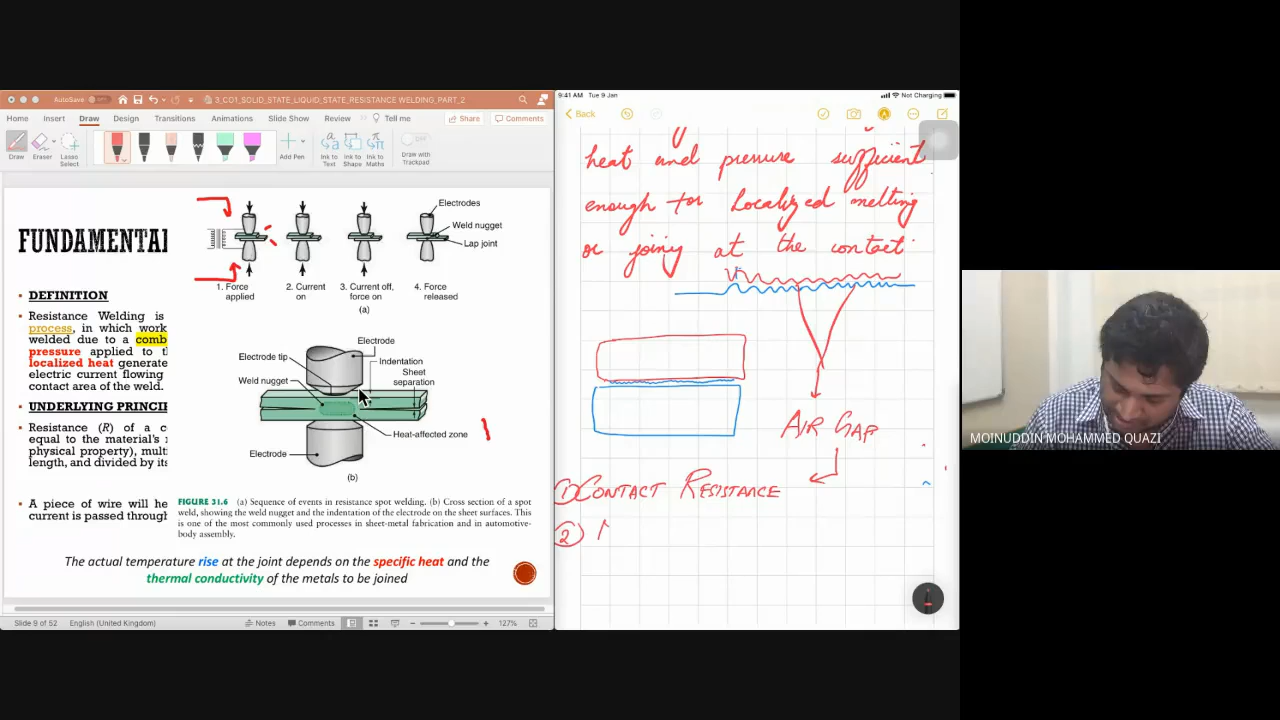 AutoSave
3_CO1_SOLID_STATE_LIQUID_STATE_RESISTANCE WELDING_PART_2
Home Insert Draw Design Transitions Animations Slide Show Review Tell me Share Comments
Draw Eraser Lasso Select Add Pen Ink to Text Ink to Shape Ink to Maths Draw with Trackpad
FUNDAMENTAL
DEFINITION
Resistance Welding is
process, in which work
welded due to a comb
pressure applied to t
localized heat generate
electric current flowing
contact area of the weld.
UNDERLYING PRINCI
Resistance (R) of a c
equal to the material's
physical property), mult
length, and divided by its
A piece of wire will he
current is passed through
Electrodes
Weld nugget
Lap joint
1. Force applied
2. Current on
3. Current off, force on
4. Force released
(a)
Electrode
Electrode tip
Indentation
Sheet separation
Weld nugget
Heat-affected zone
Electrode
(b)
FIGURE 31.6 (a) Sequence of events in resistance spot welding. (b) Cross section of a spot
weld, showing the weld nugget and the indentation of the electrode on the sheet surfaces. This
is one of the most commonly used processes in sheet-metal fabrication and in automotive-
body assembly.
The actual temperature rise at the joint depends on the specific heat and the
thermal conductivity of the metals to be joined
Slide 9 of 52 English (United Kingdom) Notes Comments 127%
9:41 AM Tue 9 Jan Not Charging
Back
heat and pressure sufficient
enough for Localized melting
or joining at the contact
AIR GAP
1) CONTACT RESISTANCE
2)
MOINUDDIN MOHAMMED QUAZI